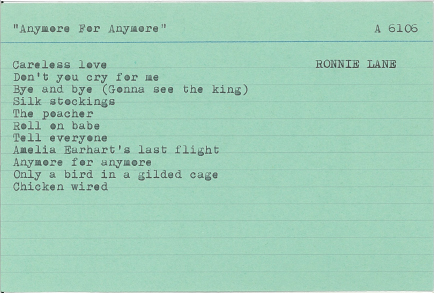 "Anymore For Anymore" A 6106
Careless love RONNIE LANE
Don't you cry for me
Bye and bye (Gonna see the king)
Silk stockings
The poacher
Roll on babe
Tell everyone
Amelia Earhart's last flight
Anymore for anymore
Only a bird in a gilded cage
Chicken wired